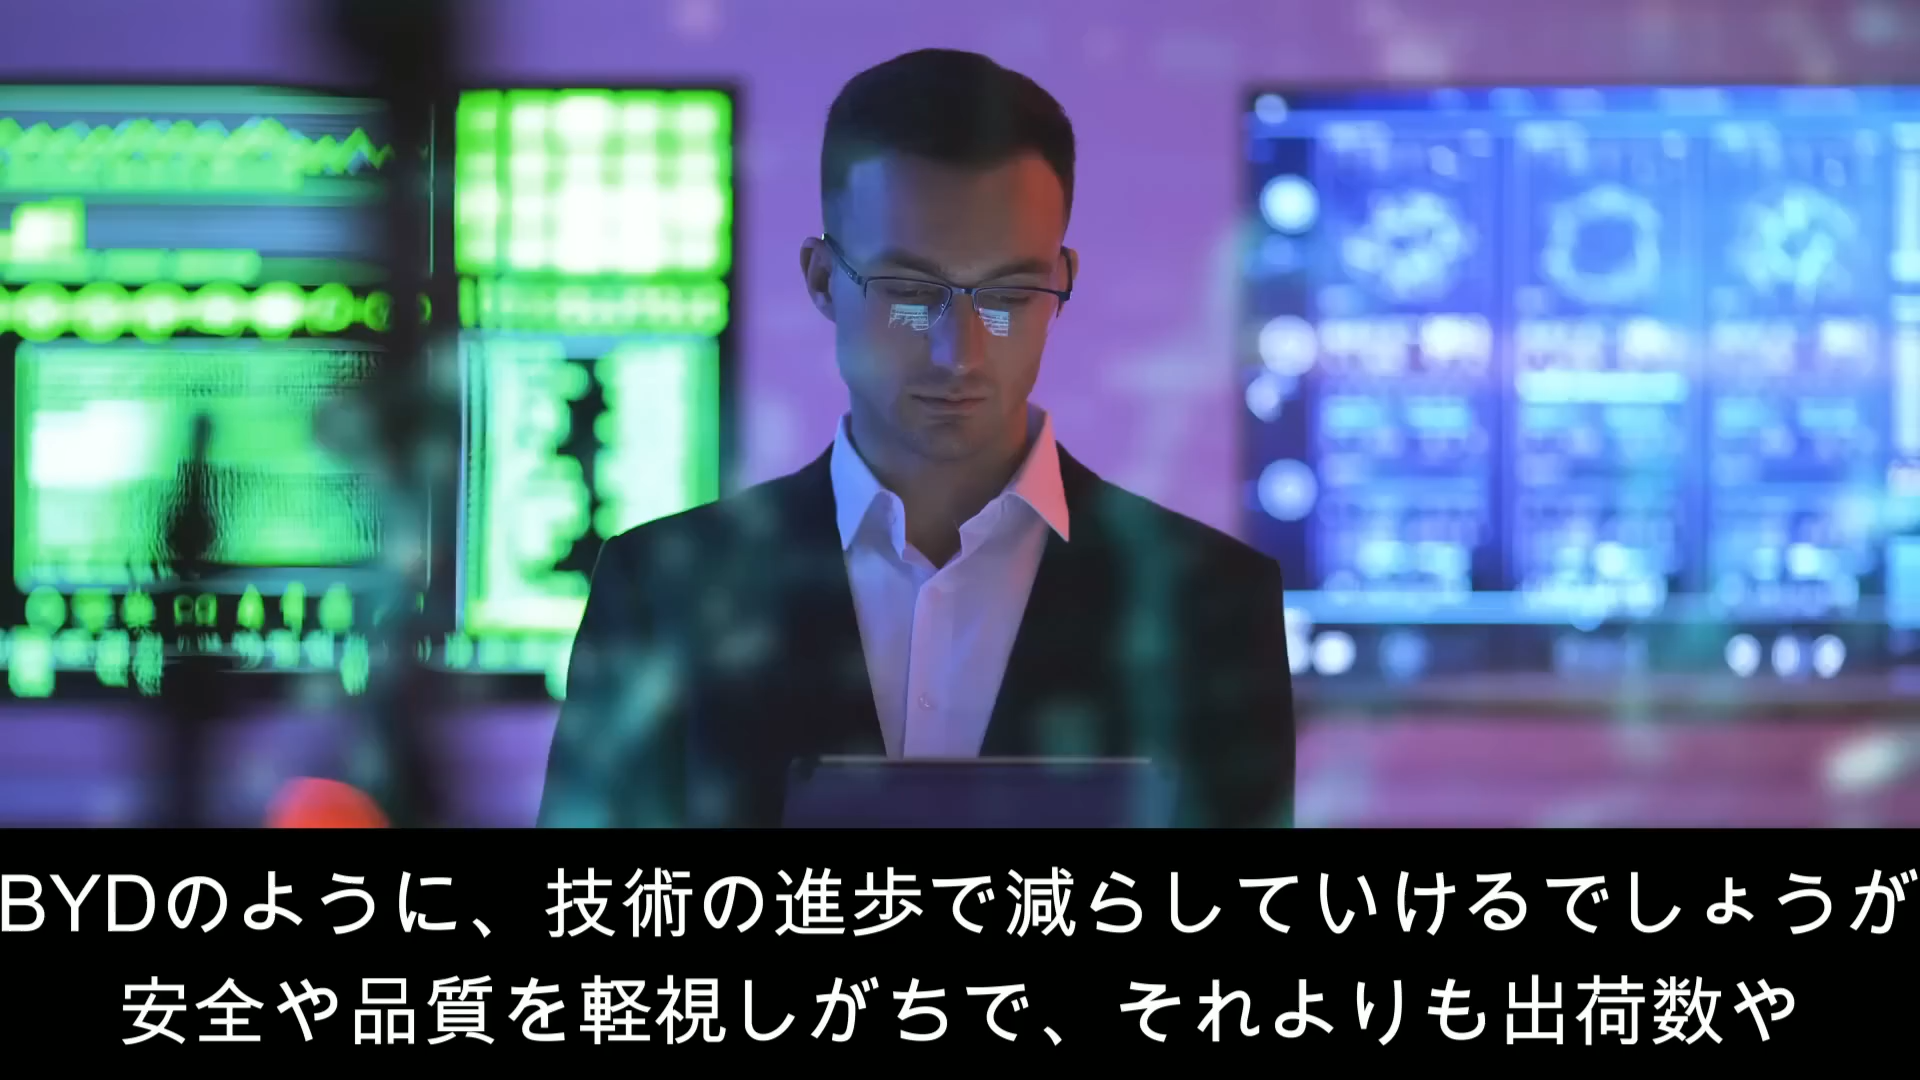 BYDのように、技術の進歩で減らしていけるでしょうが
安全や品質を軽視しがちで、それよりも出荷数や